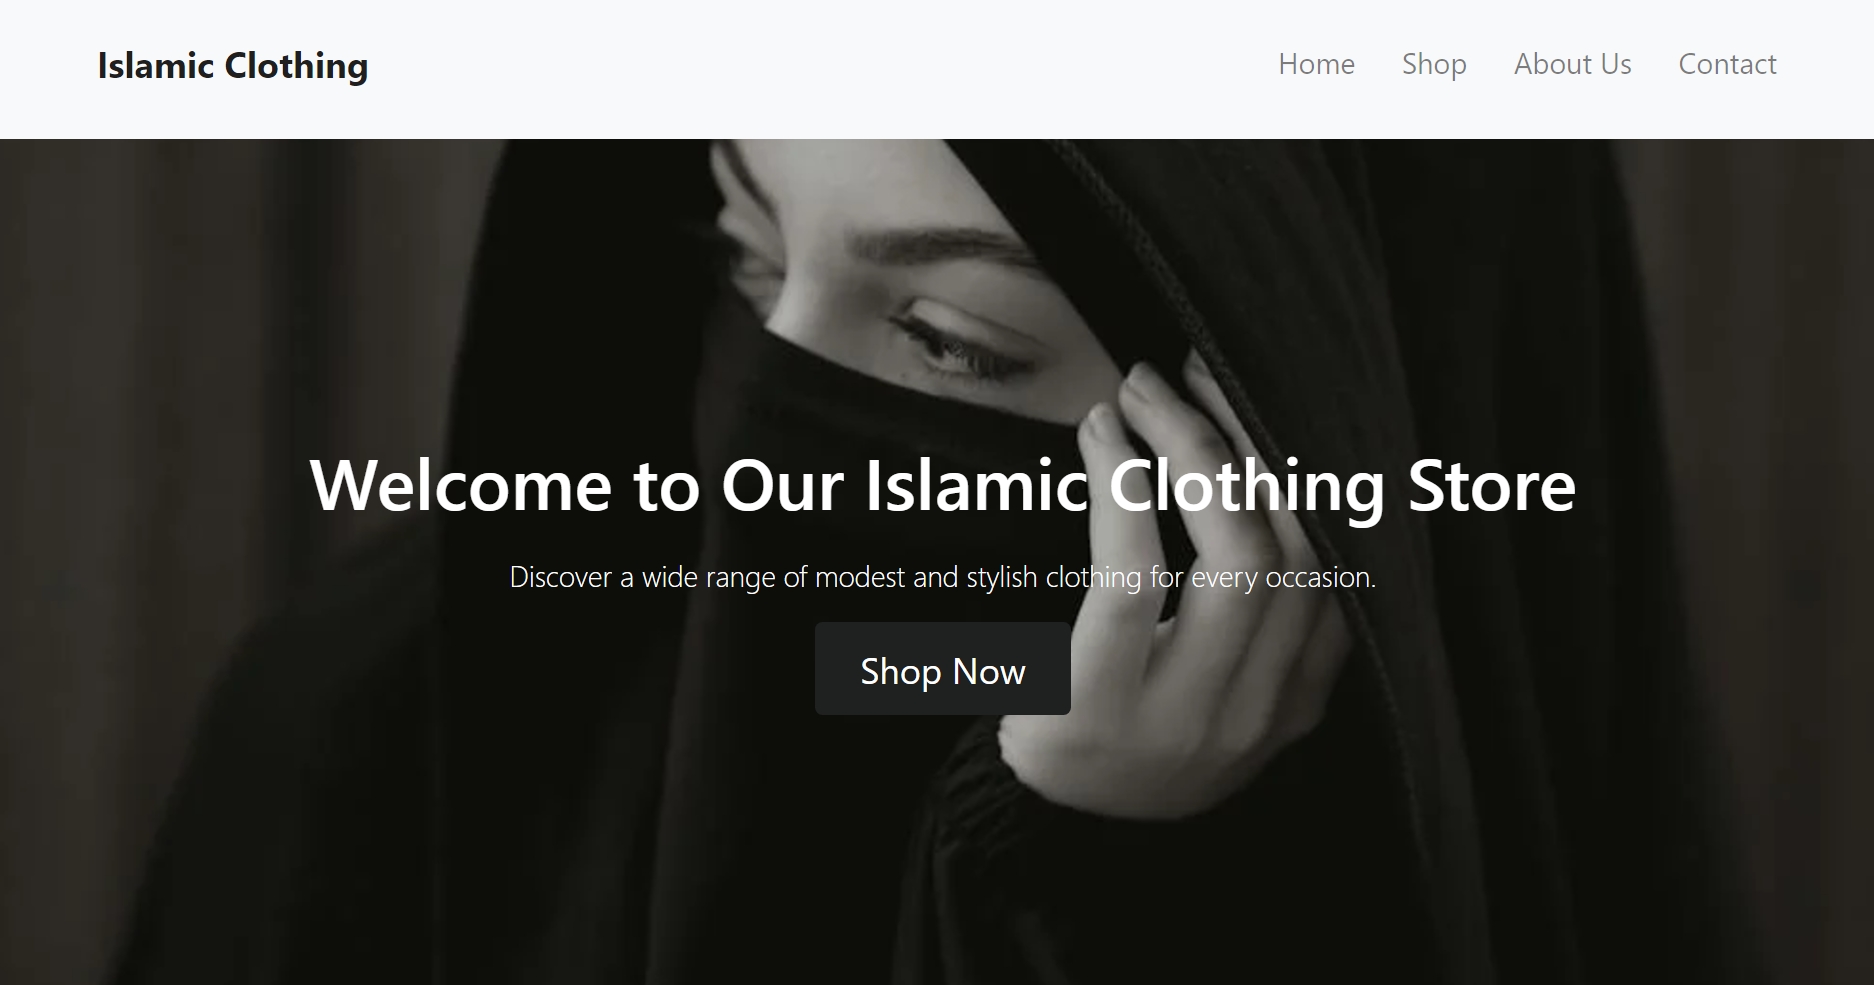 Islamic Clothing
Home Shop About Us Contact
Welcome to Our Islamic Clothing Store
Discover a wide range of modest and stylish clothing for every occasion.
Shop Now